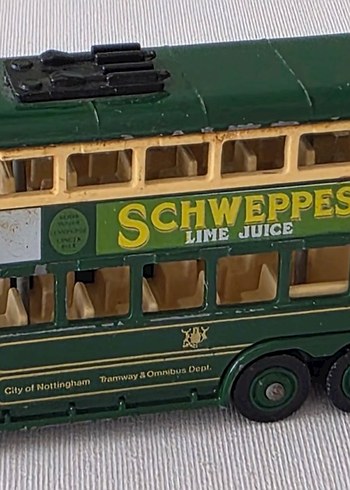 SCHWEPPES
LIME JUICE
City of Nottingham Tramway & Omnibus Dept.